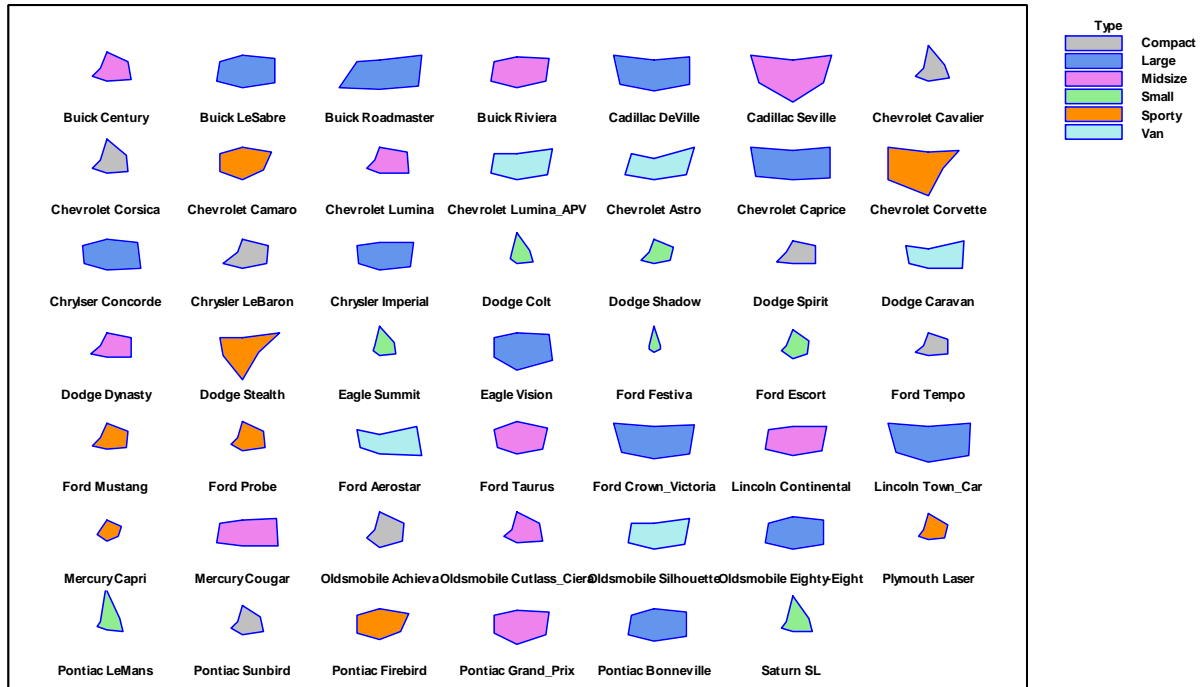 Type
Compact
Large
Midsize
Small
Sporty
Van
Buick Century Buick LeSabre Buick Roadmaster Buick Riviera Cadillac DeVille Cadillac Seville Chevrolet Cavalier
Chevrolet Corsica Chevrolet Camaro Chevrolet Lumina Chevrolet Lumina_APV Chevrolet Astro Chevrolet Caprice Chevrolet Corvette
Chrylser Concorde Chrysler LeBaron Chrysler Imperial Dodge Colt Dodge Shadow Dodge Spirit Dodge Caravan
Dodge Dynasty Dodge Stealth Eagle Summit Eagle Vision Ford Festiva Ford Escort Ford Tempo
Ford Mustang Ford Probe Ford Aerostar Ford Taurus Ford Crown_Victoria Lincoln Continental Lincoln Town_Car
Mercury Capri Mercury Cougar Oldsmobile Achieva Oldsmobile Cutlass_Ciera Oldsmobile Silhouette Oldsmobile Eighty-Eight Plymouth Laser
Pontiac LeMans Pontiac Sunbird Pontiac Firebird Pontiac Grand_Prix Pontiac Bonneville Saturn SL